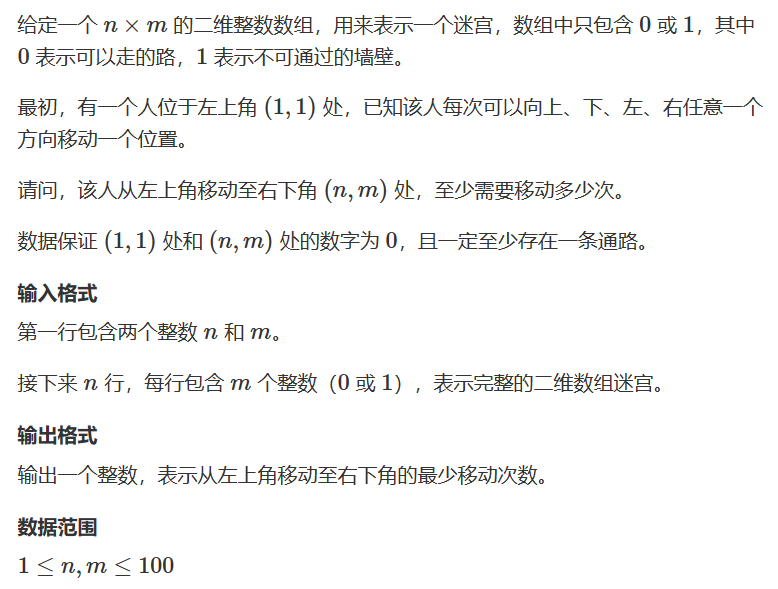 给定一个 n × m 的二维整数数组，用来表示一个迷宫，数组中只包含 0 或 1，其中
0 表示可以走的路，1 表示不可通过的墙壁。
最初，有一个人位于左上角 (1, 1) 处，已知该人每次可以向上、下、左、右任意一个
方向移动一个位置。
请问，该人从左上角移动至右下角 (n, m) 处，至少需要移动多少次。
数据保证 (1, 1) 处和 (n, m) 处的数字为 0，且一定至少存在一条通路。
输入格式
第一行包含两个整数 n 和 m。
接下来 n 行，每行包含 m 个整数（0 或 1），表示完整的二维数组迷宫。
输出格式
输出一个整数，表示从左上角移动至右下角的最少移动次数。
数据范围
1 ≤ n, m ≤ 100